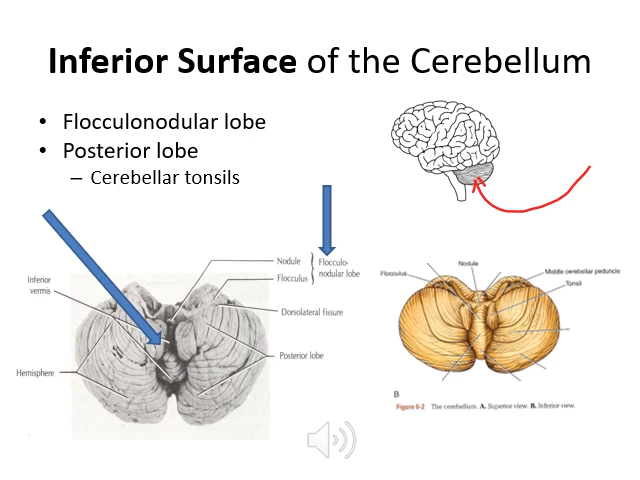 Inferior Surface of the Cerebellum
• Flocculonodular lobe
• Posterior lobe
– Cerebellar tonsils
Nodule
Flocculus
Flocculo-
nodular lobe
Inferior
vermis
Dorsolateral fissure
Posterior lobe
Hemisphere
Nodule
Flocculus
Middle cerebellar peduncle
Tonsil
B
Figure 6-2 The cerebellum. A. Superior view. B. Inferior view.